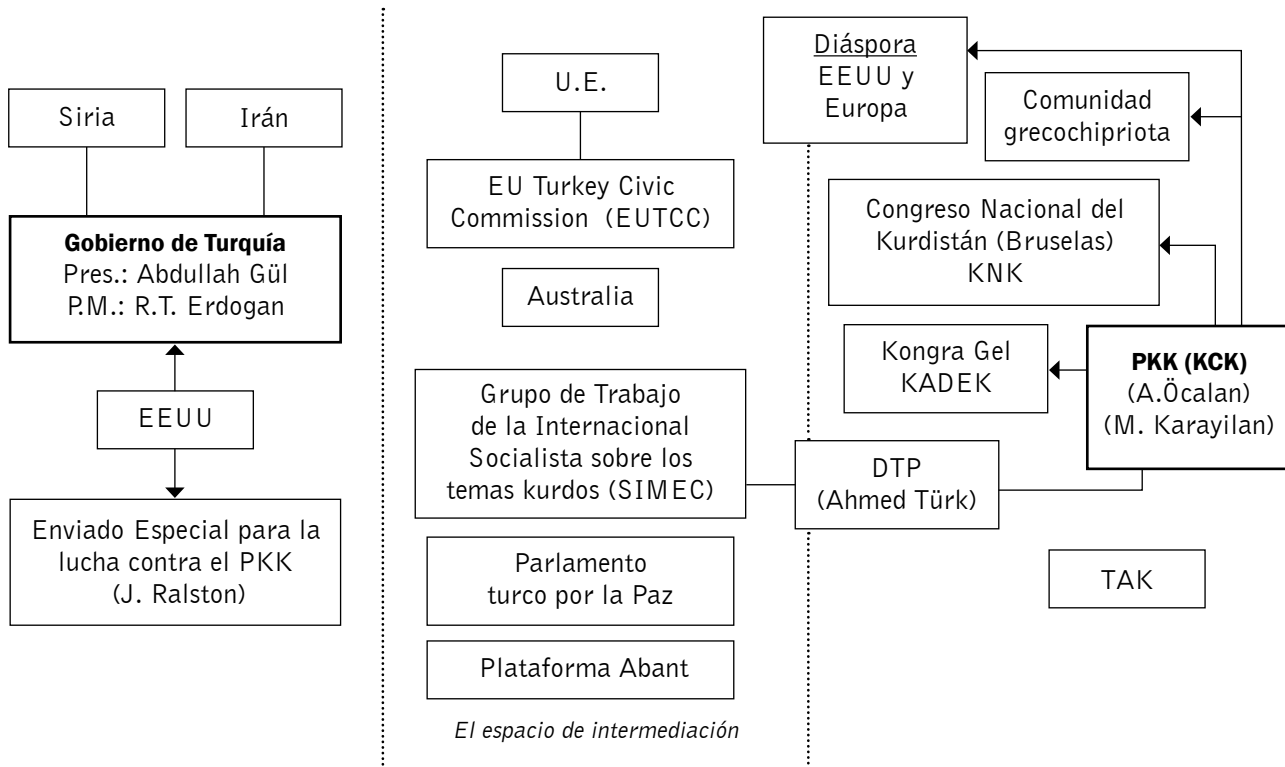 Siria
Irán
Gobierno de Turquía
Pres.: Abdullah Gül
P.M.: R.T. Erdogan
EEUU
Enviado Especial para la
lucha contra el PKK
(J. Ralston)
U.E.
EU Turkey Civic
Commission (EUTCC)
Australia
Grupo de Trabajo
de la Internacional
Socialista sobre los
temas kurdos (SIMEC)
Parlamento
turco por la Paz
Plataforma Abant
El espacio de intermediación
Diáspora
EEUU y
Europa
Comunidad
grecochipriota
Congreso Nacional del
Kurdistán (Bruselas)
KNK
Kongra Gel
KADEK
PKK (KCK)
(A.Öcalan)
(M. Karayilan)
DTP
(Ahmed Türk)
TAK